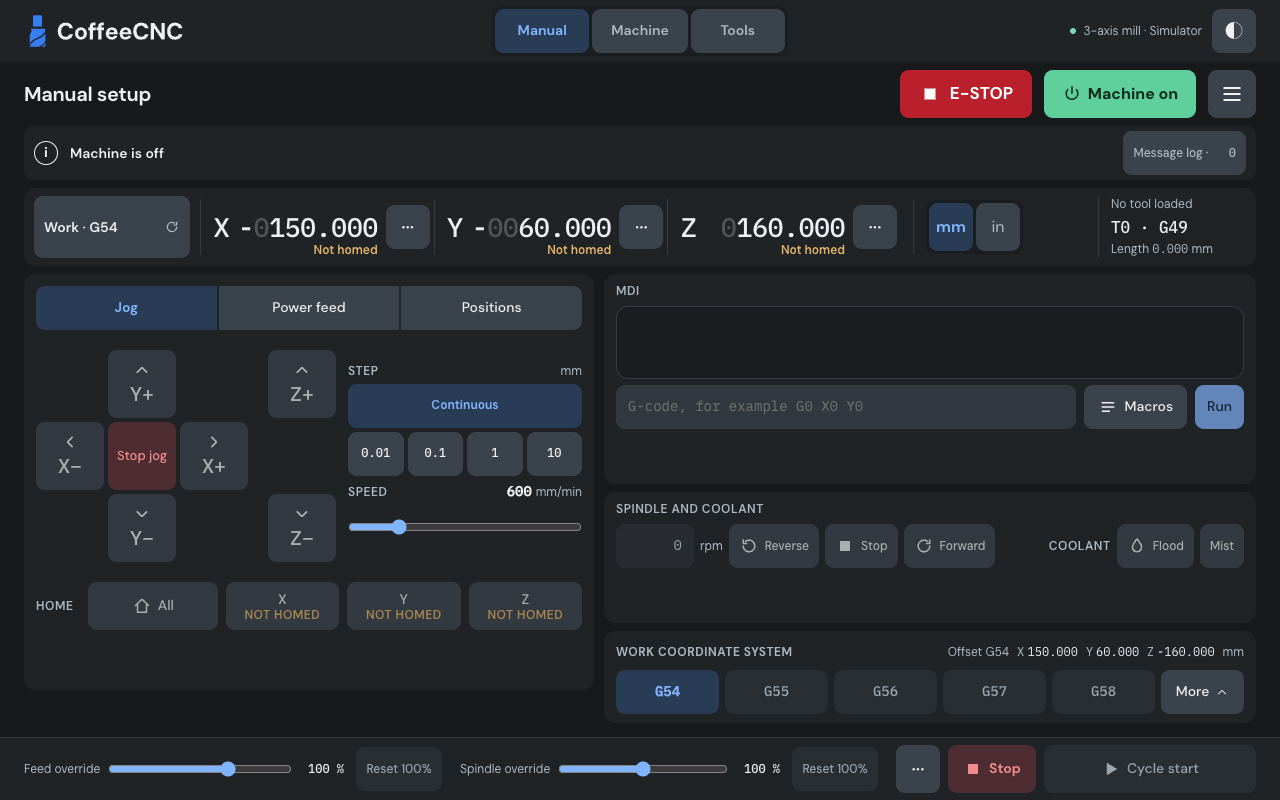 CoffeeCNC
Manual
Machine
Tools
3-axis mill · Simulator
Manual setup
E-STOP
Machine on
i
Machine is off
Message log · 0
Work · G54
X -0150.000
Not homed
...
Y -0060.000
Not homed
...
Z 0160.000
Not homed
...
mm
in
No tool loaded
T0 · G49
Length 0.000 mm
Jog
Power feed
Positions
Y+
Z+
X−
Stop jog
X+
Y−
Z−
STEP mm
Continuous
0.01
0.1
1
10
SPEED 600 mm/min
HOME
All
X
NOT HOMED
Y
NOT HOMED
Z
NOT HOMED
MDI
G-code, for example G0 X0 Y0
Macros
Run
SPINDLE AND COOLANT
0 rpm
Reverse
Stop
Forward
COOLANT
Flood
Mist
WORK COORDINATE SYSTEM
Offset G54 X 150.000 Y 60.000 Z -160.000 mm
G54
G55
G56
G57
G58
More
Feed override
100 %
Reset 100%
Spindle override
100 %
Reset 100%
...
Stop
Cycle start